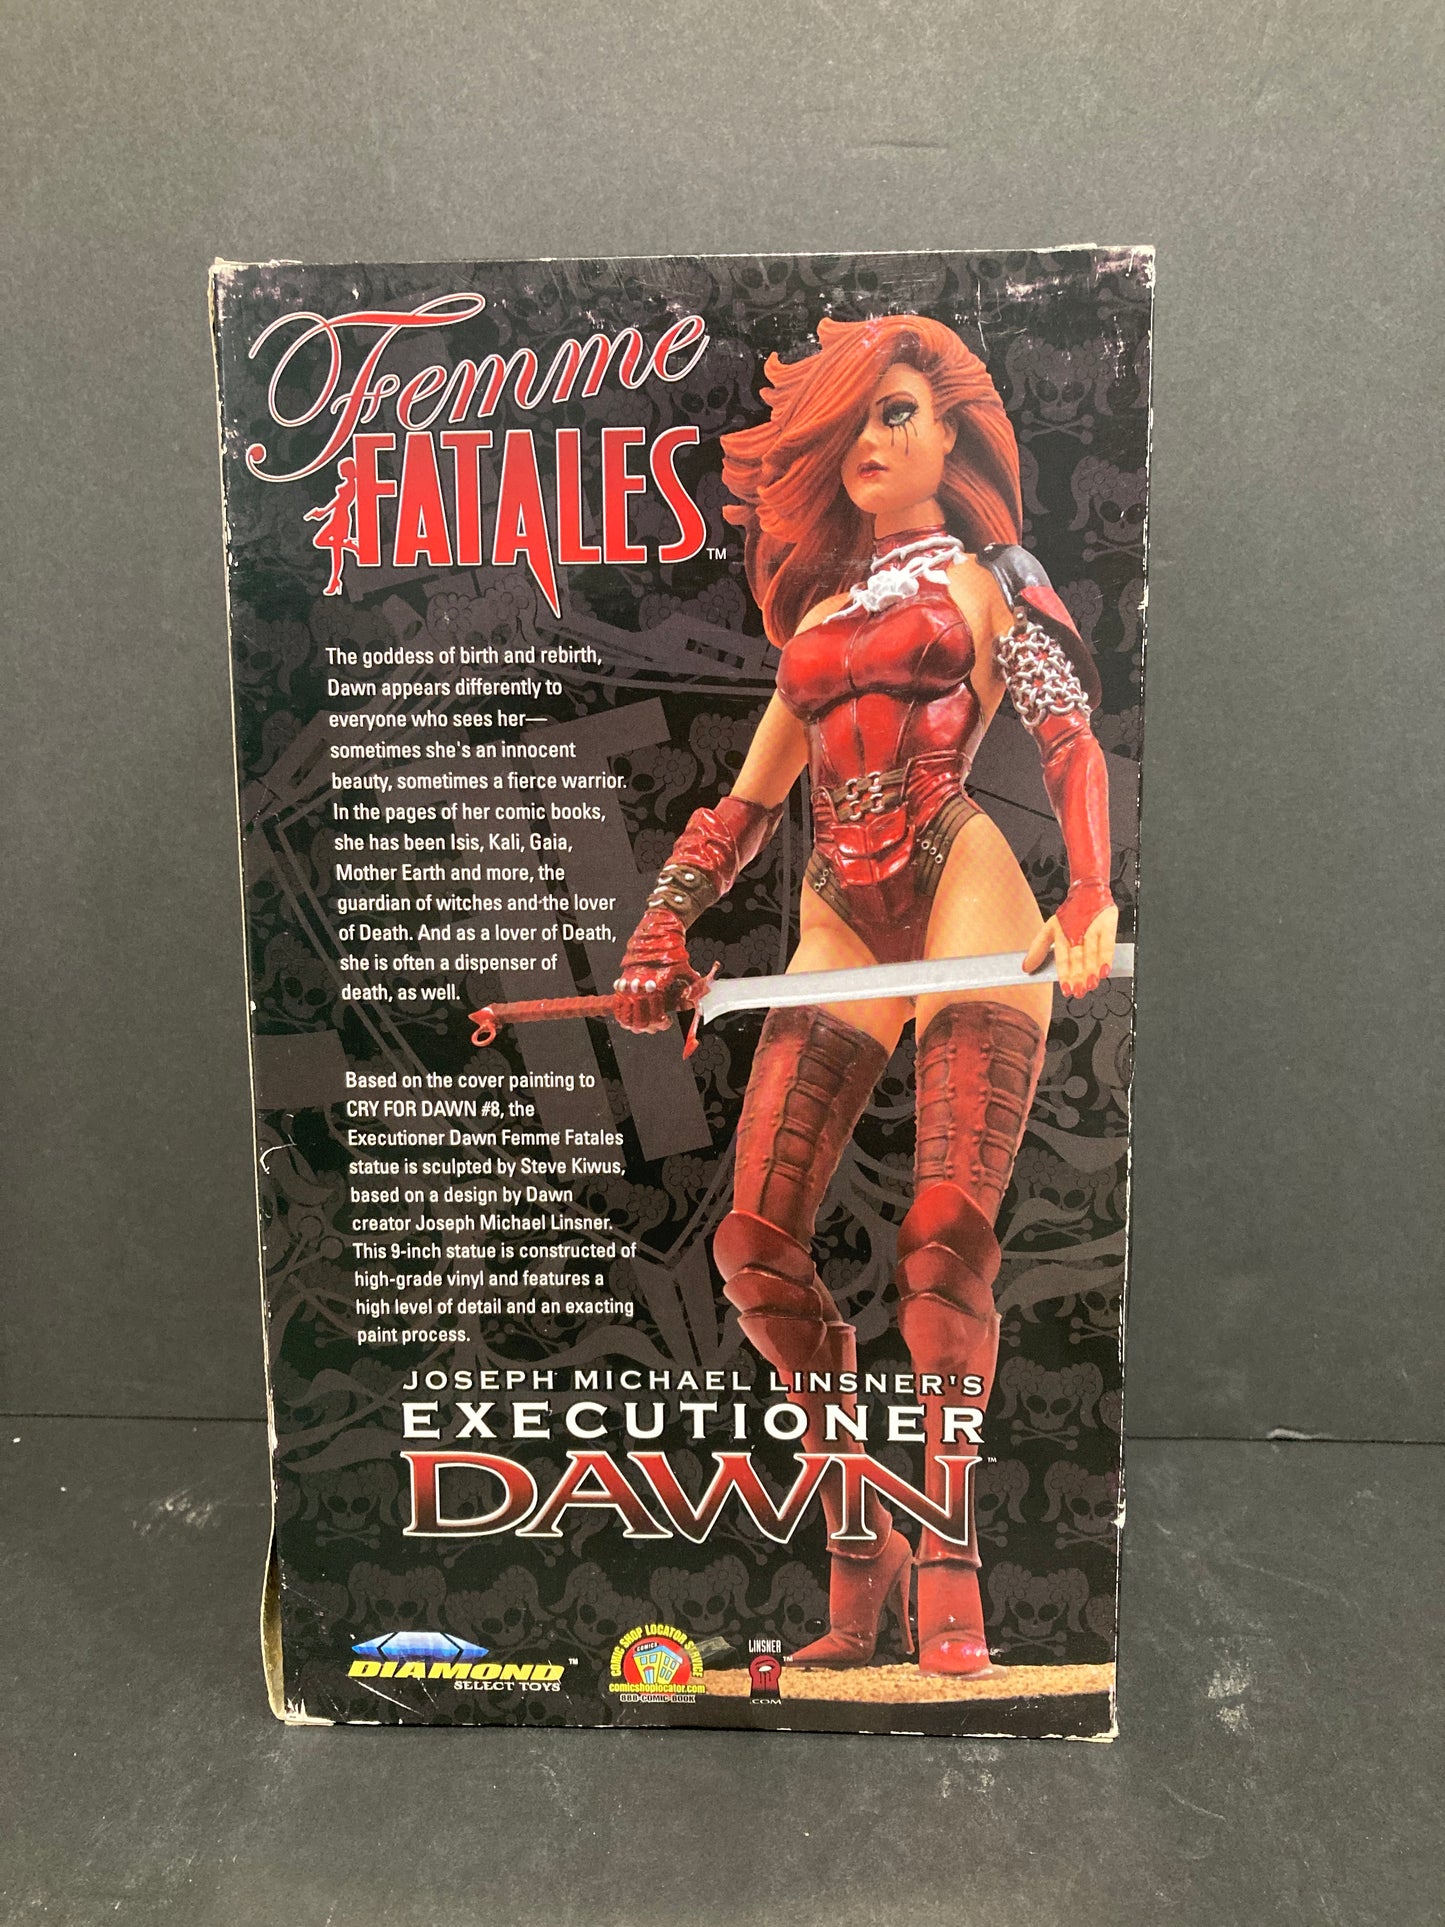 Femme
FATALES™
The goddess of birth and rebirth,
Dawn appears differently to
everyone who sees her—
sometimes she's an innocent
beauty, sometimes a fierce warrior.
In the pages of her comic books,
she has been Isis, Kali, Gaia,
Mother Earth and more, the
guardian of witches and the lover
of Death. And as a lover of Death,
she is often a dispenser of
death, as well.
Based on the cover painting to
CRY FOR DAWN #8, the
Executioner Dawn Femme Fatales
statue is sculpted by Steve Kiwus,
based on a design by Dawn
creator Joseph Michael Linsner.
This 9-inch statue is constructed of
high-grade vinyl and features a
high level of detail and an exacting
paint process.
JOSEPH MICHAEL LINSNER'S
EXECUTIONER
DAWN™
DIAMOND™
SELECT TOYS
COMIC SHOP LOCATOR SERVICE
COMICS
comicshoplocator.com
888-COMIC-BOOK
LINSNER™
.COM